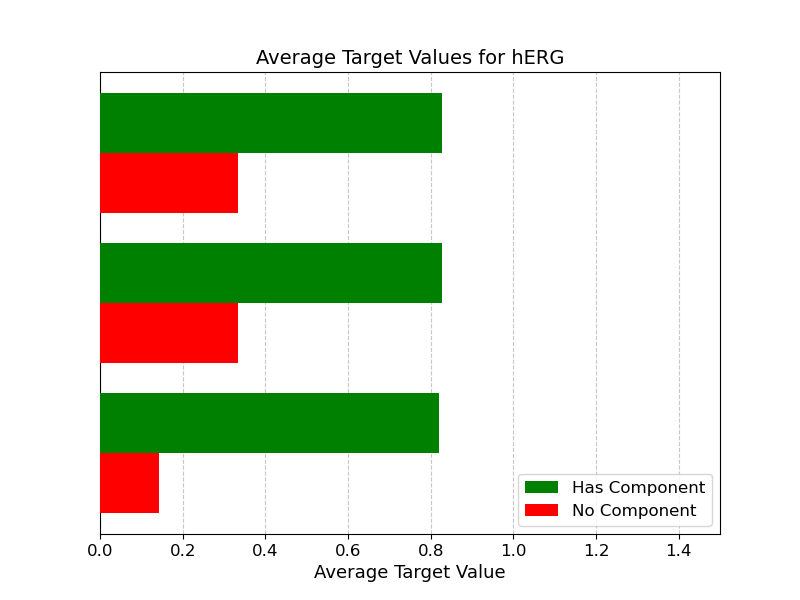 Average Target Values for hERG
Has Component
No Component
0.0 0.2 0.4 0.6 0.8 1.0 1.2 1.4
Average Target Value